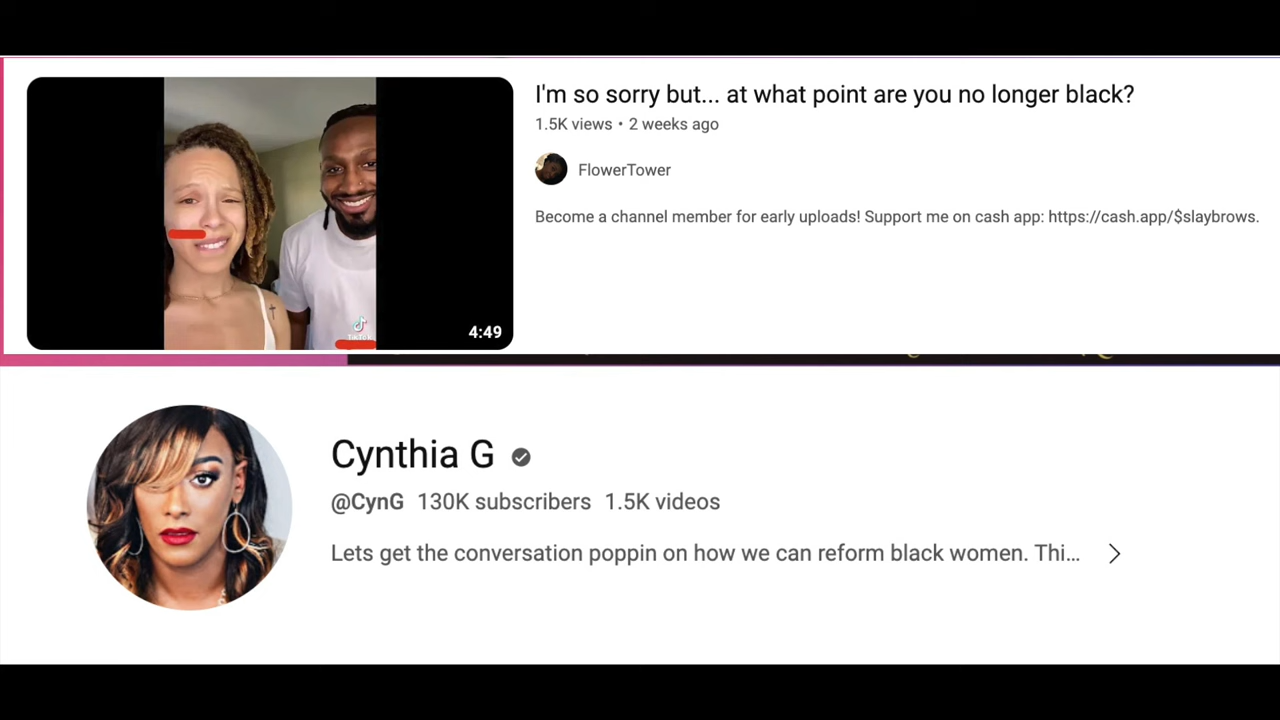 I'm so sorry but... at what point are you no longer black?
1.5K views • 2 weeks ago
FlowerTower
Become a channel member for early uploads! Support me on cash app: https://cash.app/$slaybrows.
4:49
Cynthia G
@CynG 130K subscribers 1.5K videos
Lets get the conversation poppin on how we can reform black women. Thi...